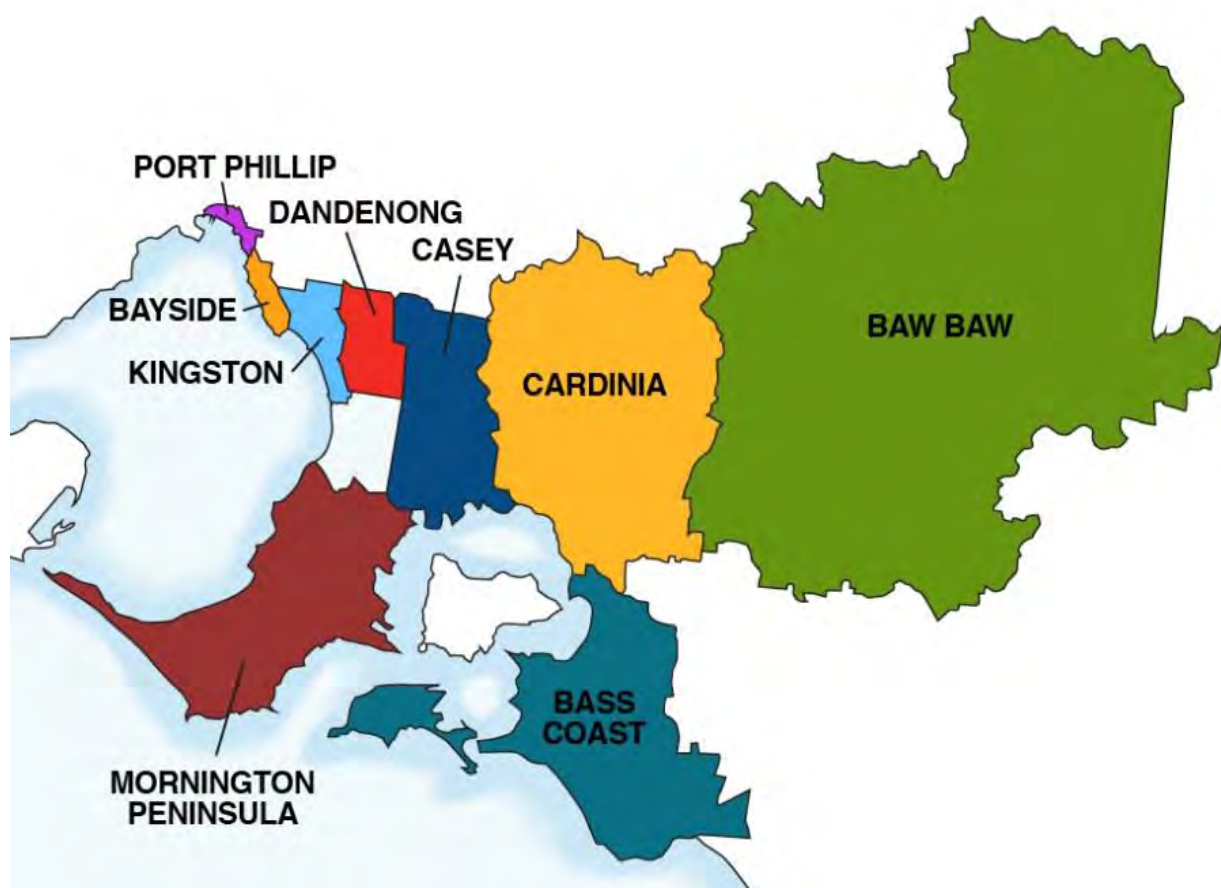 PORT PHILLIP
DANDENONG
CASEY
BAYSIDE
KINGSTON
BAW BAW
CARDINIA
BASS
COAST
MORNINGTON
PENINSULA